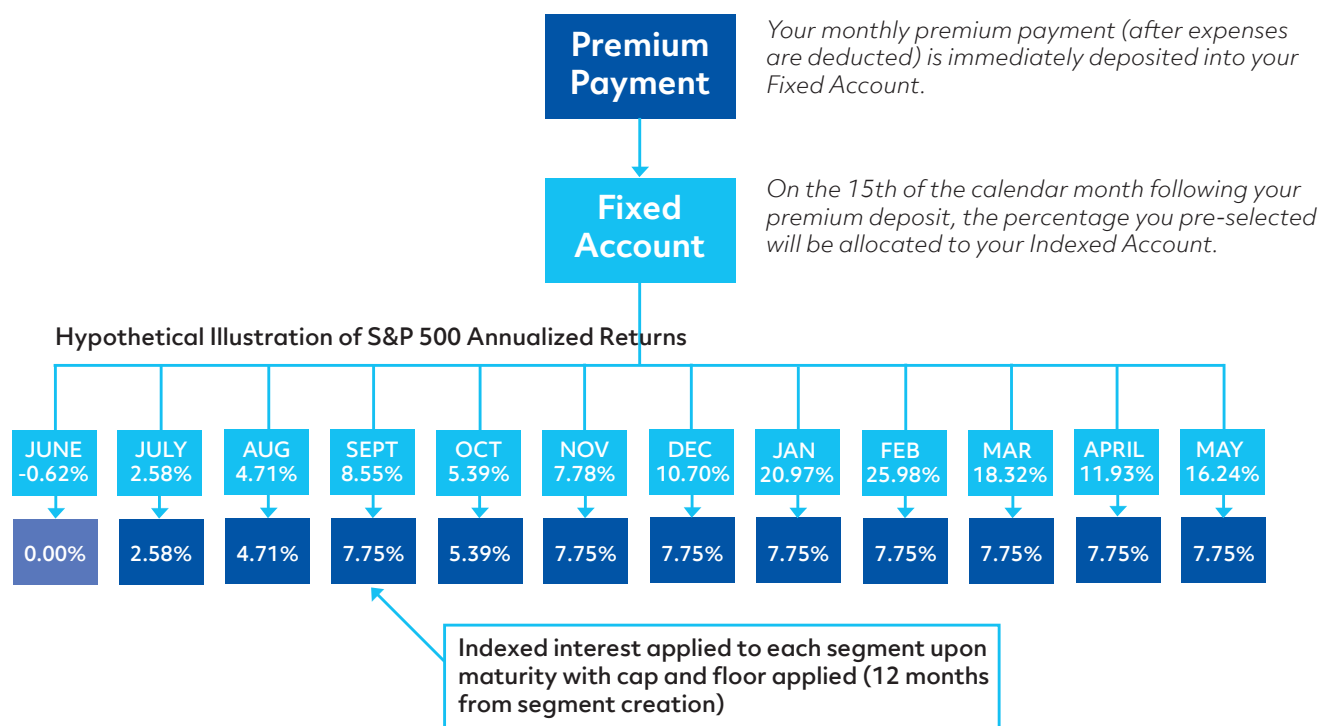 Premium
Payment
Your monthly premium payment (after expenses
are deducted) is immediately deposited into your
Fixed Account.
Fixed
Account
On the 15th of the calendar month following your
premium deposit, the percentage you pre-selected
will be allocated to your Indexed Account.
Hypothetical Illustration of S&P 500 Annualized Returns
JUNE
-0.62%
JULY
2.58%
AUG
4.71%
SEPT
8.55%
OCT
5.39%
NOV
7.78%
DEC
10.70%
JAN
20.97%
FEB
25.98%
MAR
18.32%
APRIL
11.93%
MAY
16.24%
0.00%
2.58%
4.71%
7.75%
5.39%
7.75%
7.75%
7.75%
7.75%
7.75%
7.75%
7.75%
Indexed interest applied to each segment upon
maturity with cap and floor applied (12 months
from segment creation)